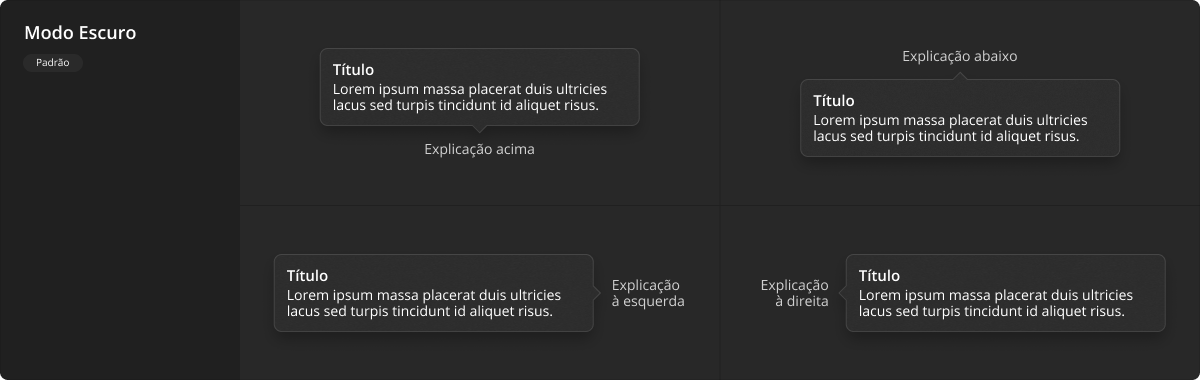 Modo Escuro
Padrão
Título
Lorem ipsum massa placerat duis ultricies
lacus sed turpis tincidunt id aliquet risus.
Explicação acima
Explicação abaixo
Título
Lorem ipsum massa placerat duis ultricies
lacus sed turpis tincidunt id aliquet risus.
Título
Lorem ipsum massa placerat duis ultricies
lacus sed turpis tincidunt id aliquet risus.
Explicação
à esquerda
Explicação
à direita
Título
Lorem ipsum massa placerat duis ultricies
lacus sed turpis tincidunt id aliquet risus.